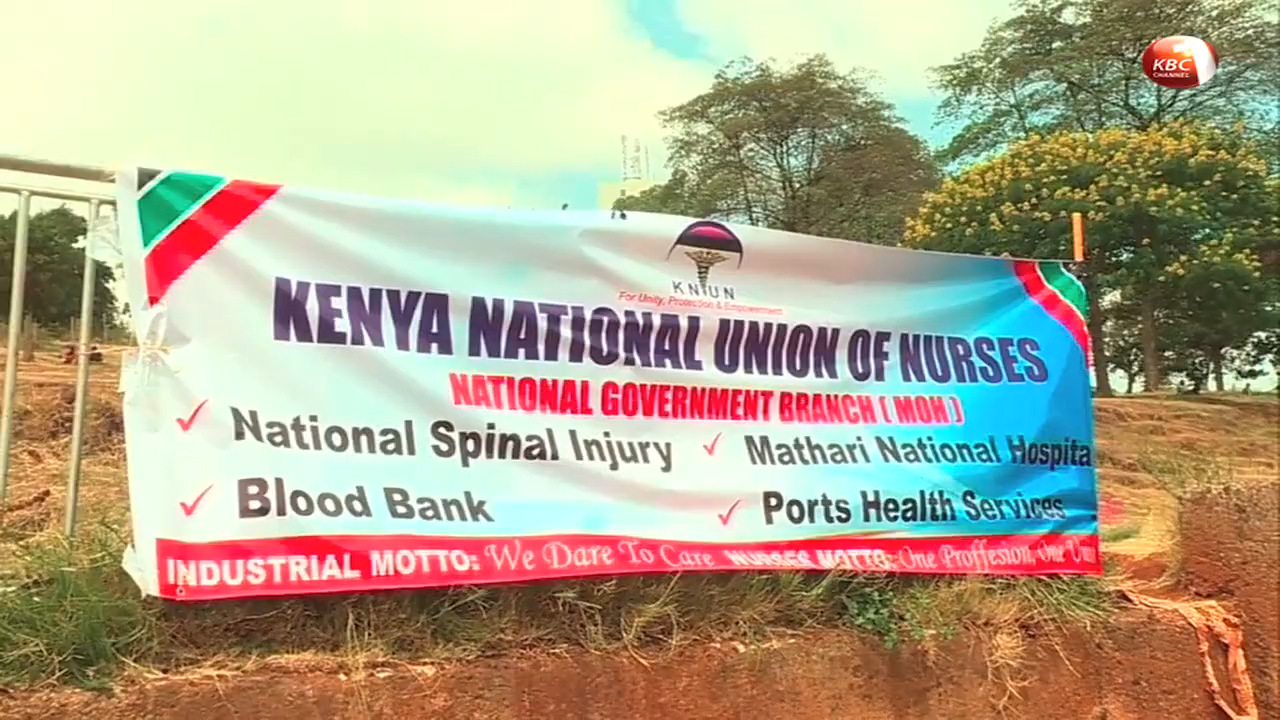 KBC 1
CHANNEL
KNUN
For Unity, Protection & Empowerment
KENYA NATIONAL UNION OF NURSES
NATIONAL GOVERNMENT BRANCH ( MOH )
✓ National Spinal Injury ✓ Mathari National Hospita
✓ Blood Bank ✓ Ports Health Services
INDUSTRIAL MOTTO: We Dare To Care NURSES MOTTO: One Proffesion, One